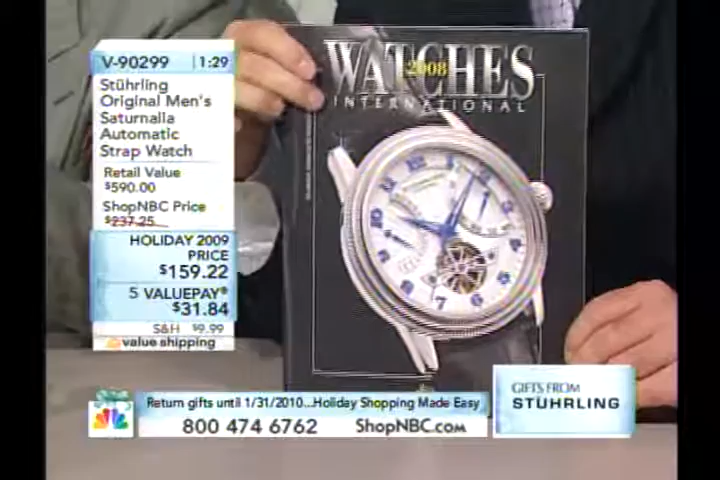 V-90299 1:29
Stührling
Original Men's
Saturnalia
Automatic
Strap Watch
Retail Value
$590.00
ShopNBC Price
$237.25
HOLIDAY 2009
PRICE
$159.22
5 VALUEPAY®
$31.84
S&H $9.99
value shipping
WATCHES
2008
INTERNATIONAL
Return gifts until 1/31/2010...Holiday Shopping Made Easy
800 474 6762 ShopNBC.com
GIFTS FROM
STÜHRLING